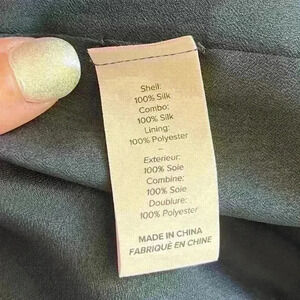 Shell:
100% Silk
Combo:
100% Silk
Lining:
100% Polyester
–
Exterieur:
100% Soie
Combine:
100% Soie
Doublure:
100% Polyester
MADE IN CHINA
FABRIQUÉ EN CHINE